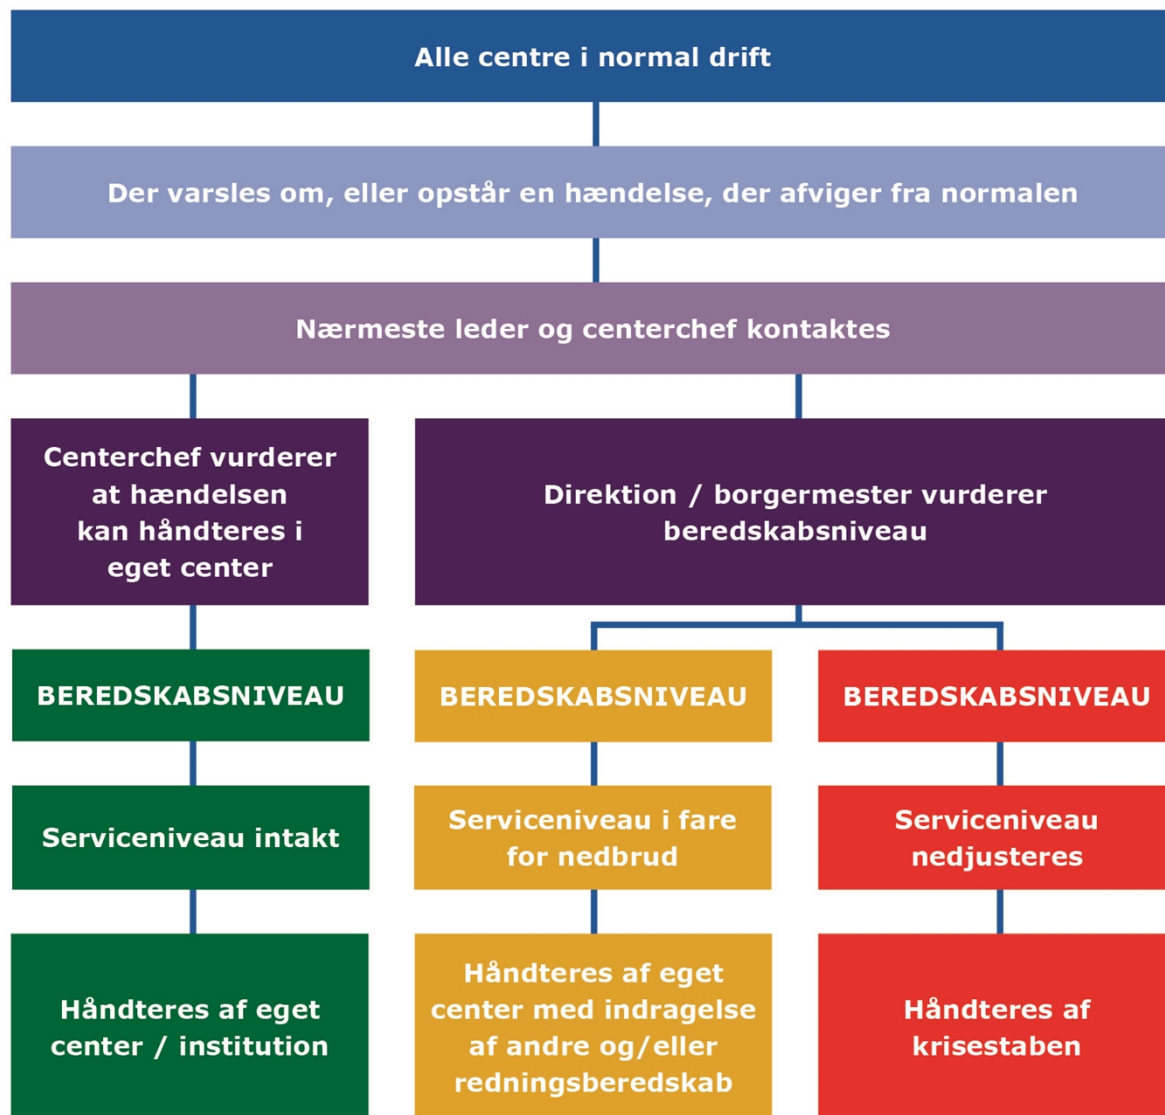 Alle centre i normal drift
Der varsles om, eller opstår en hændelse, der afviger fra normalen
Nærmeste leder og centerchef kontaktes
Centerchef vurderer
at hændelsen
kan håndteres i
eget center
Direktion / borgermester vurderer
beredskabsniveau
BEREDSKABSNIVEAU
BEREDSKABSNIVEAU
BEREDSKABSNIVEAU
Serviceniveau intakt
Serviceniveau i fare
for nedbrud
Serviceniveau
nedjusteres
Håndteres af eget
center / institution
Håndteres af eget
center med indragelse
af andre og/eller
redningsberedskab
Håndteres af
krisestaben